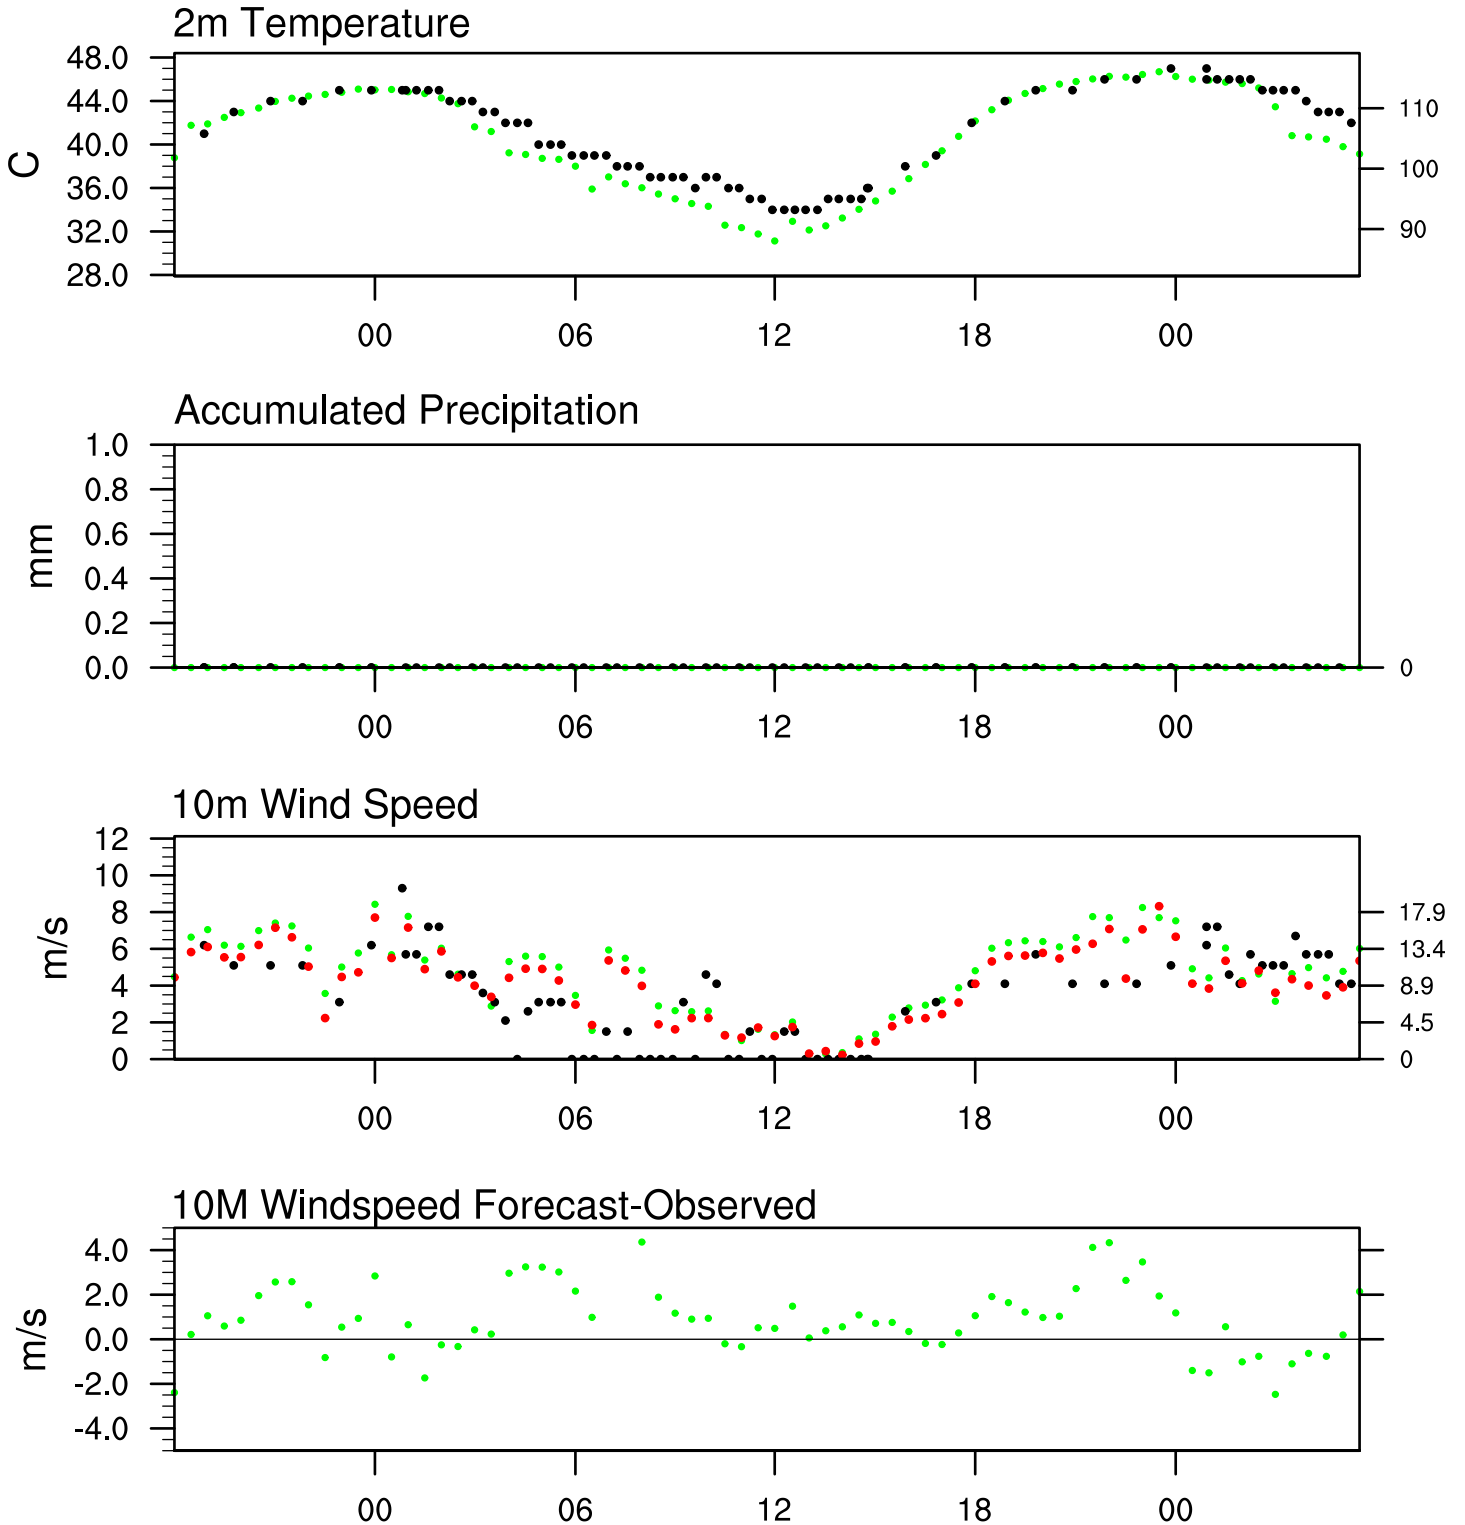 2m Temperature
48.0
44.0
110
40.0
C
100
36.0
32.0
90
28.0
00 06 12 18 00
Accumulated Precipitation
1.0
0.8
0.6
mm
0.4
0.2
0.0 0
00 06 12 18 00
10m Wind Speed
12
10
8 17.9
6 13.4
m/s
4 8.9
2 4.5
0 0
00 06 12 18 00
10M Windspeed Forecast-Observed
4.0
2.0
0.0
m/s
-2.0
-4.0
00 06 12 18 00